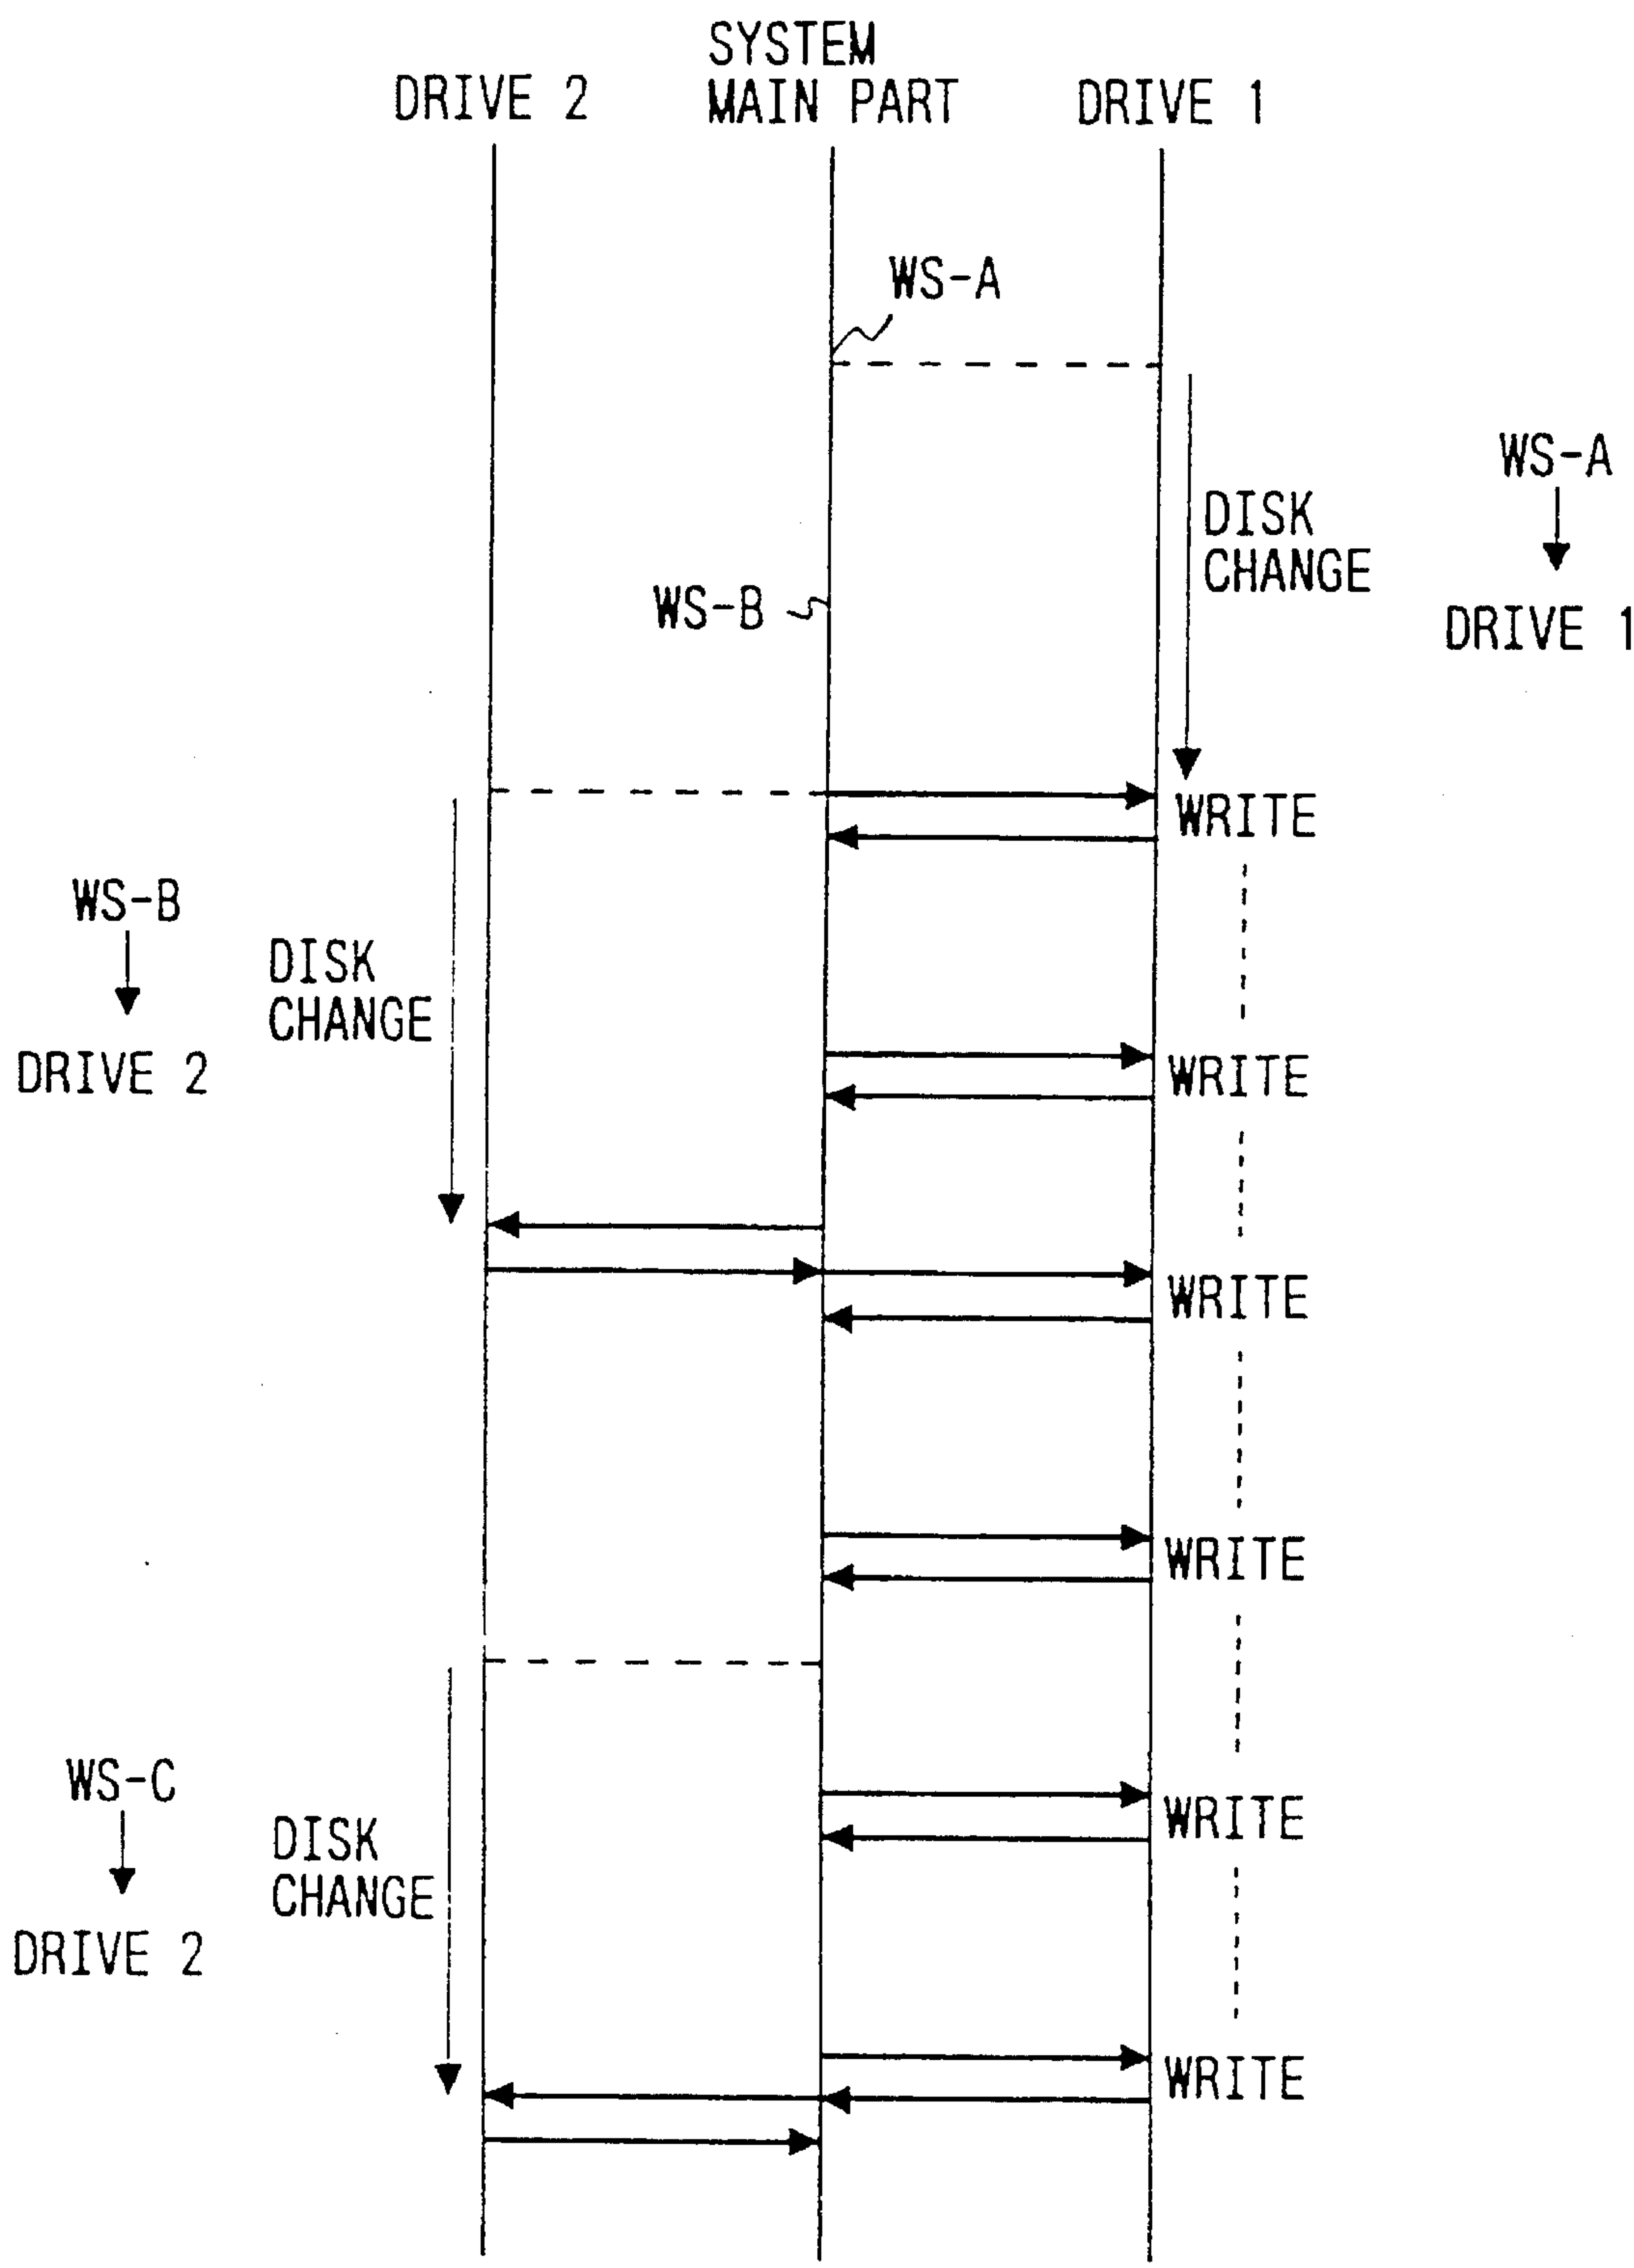 SYSTEM
DRIVE 2 MAIN PART DRIVE 1
WS-A
WS-A
DISK
CHANGE
WS-B
DRIVE 1
WRITE
WS-B
DISK
CHANGE
DRIVE 2
WRITE
WRITE
WRITE
WS-C
WRITE
DISK
CHANGE
DRIVE 2
WRITE